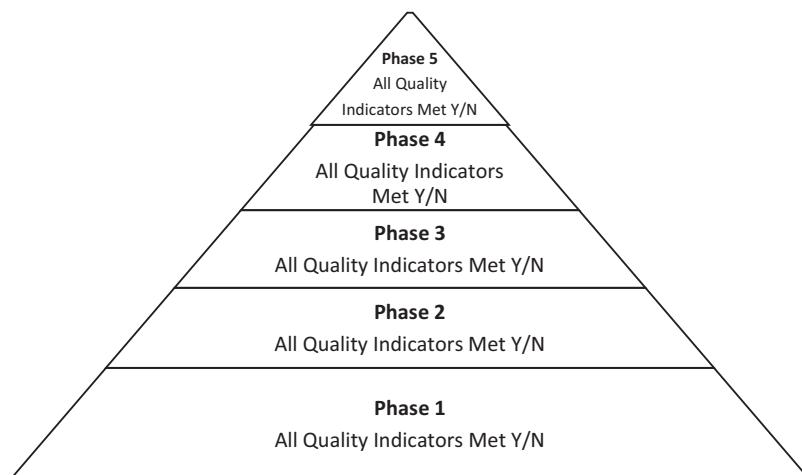 Phase 5
All Quality
Indicators Met Y/N
Phase 4
All Quality Indicators
Met Y/N
Phase 3
All Quality Indicators Met Y/N
Phase 2
All Quality Indicators Met Y/N
Phase 1
All Quality Indicators Met Y/N